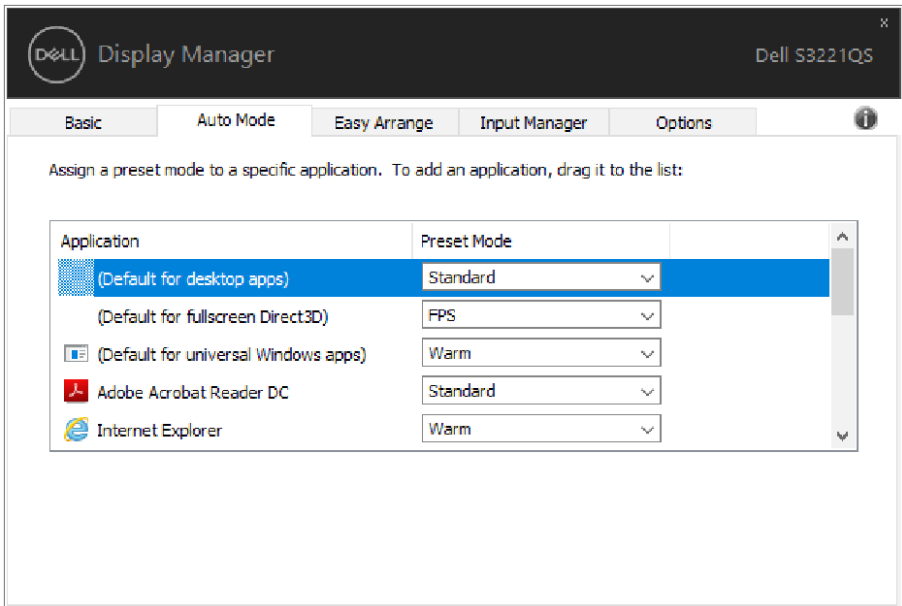 DELL Display Manager
Dell S3221QS
Basic Auto Mode Easy Arrange Input Manager Options
Assign a preset mode to a specific application. To add an application, drag it to the list:
Application Preset Mode
(Default for desktop apps) Standard
(Default for fullscreen Direct3D) FPS
(Default for universal Windows apps) Warm
Adobe Acrobat Reader DC Standard
Internet Explorer Warm